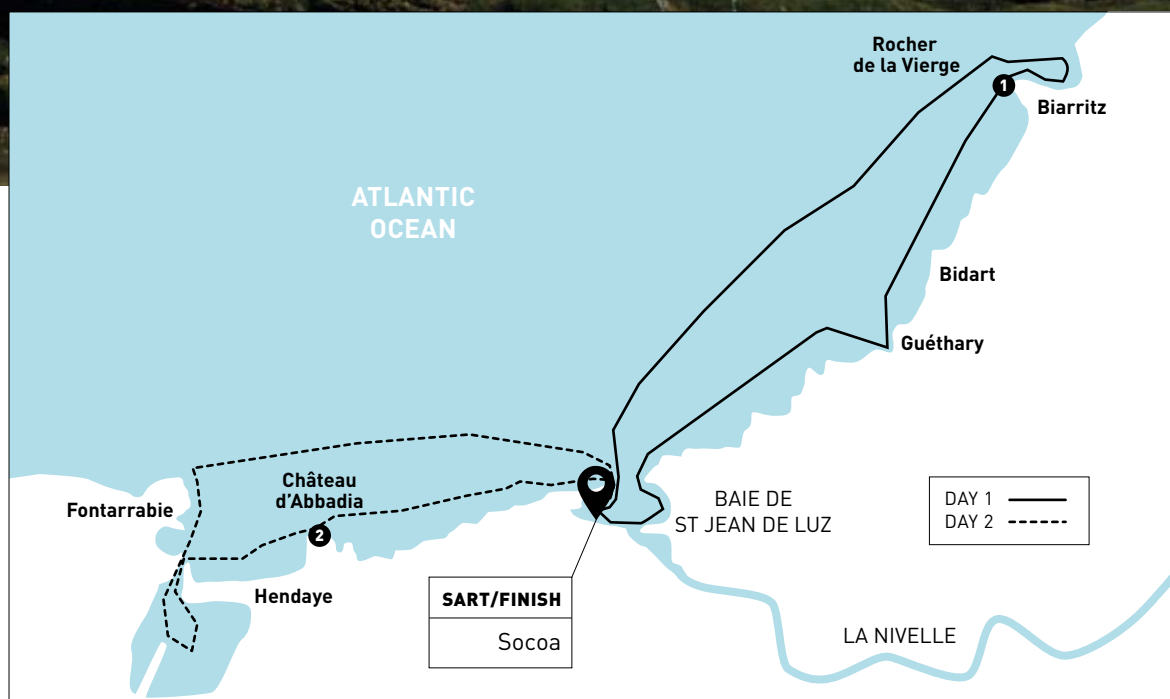 Rocher
de la Vierge
1
Biarritz
ATLANTIC
OCEAN
Bidart
Guéthary
Château
d'Abbadia
Fontarrabie
2
Hendaye
BAIE DE
ST JEAN DE LUZ
DAY 1
DAY 2
SART/FINISH
Socoa
LA NIVELLE